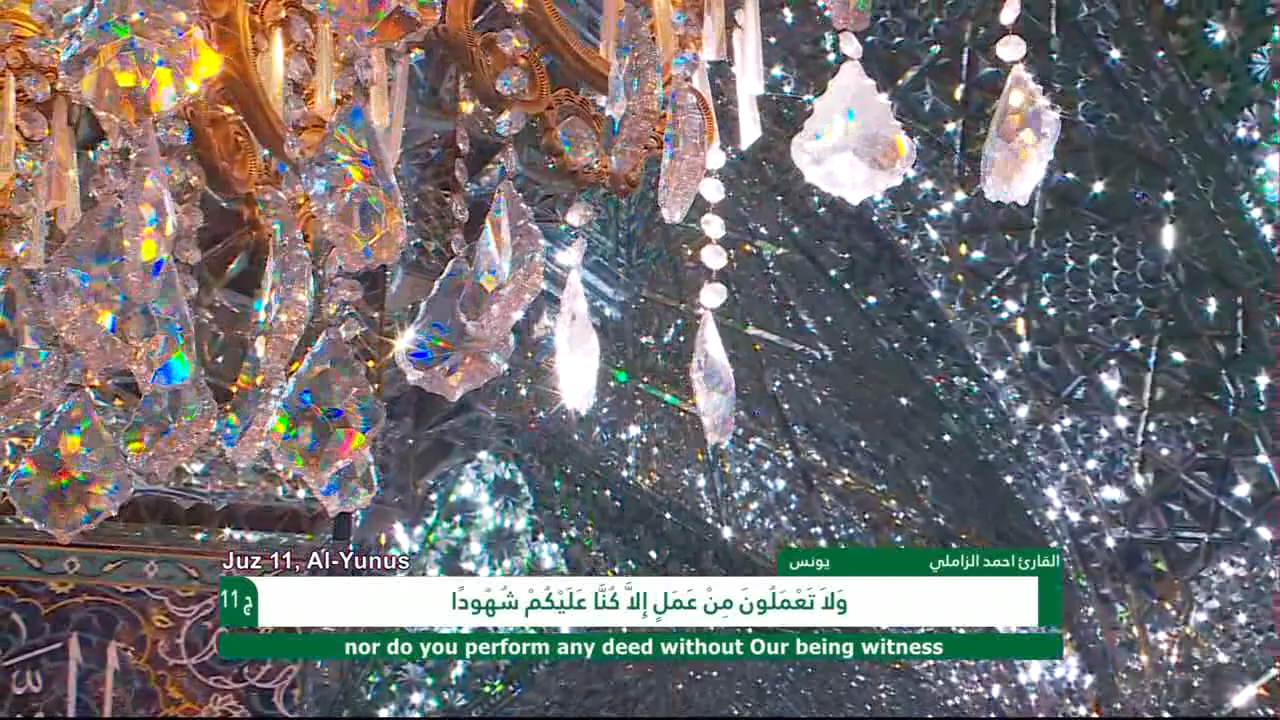 Juz 11, Al-Yunus
يونس
القارئ احمد الزاملي
ج 11
وَلاَ تَعْمَلُونَ مِنْ عَمَلٍ إِلاَّ كُنَّا عَلَيْكُمْ شُهُودًا
nor do you perform any deed without Our being witness